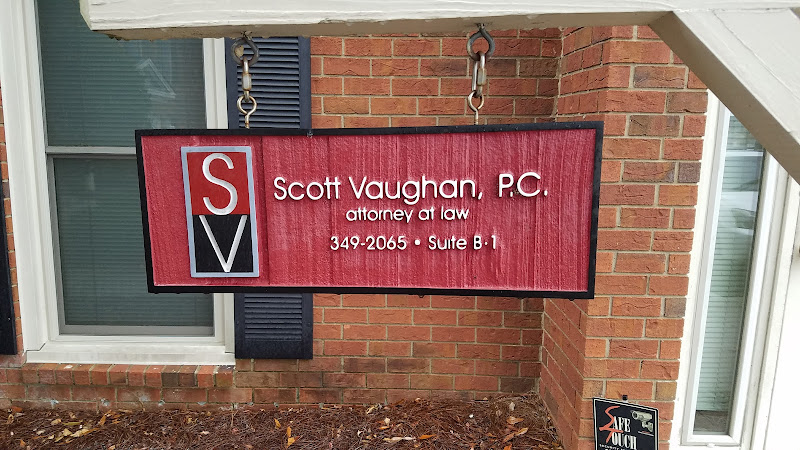 S
V
Scott Vaughan, P.C.
attorney at law
349-2065 • Suite B·1
SAFE
TOUCH